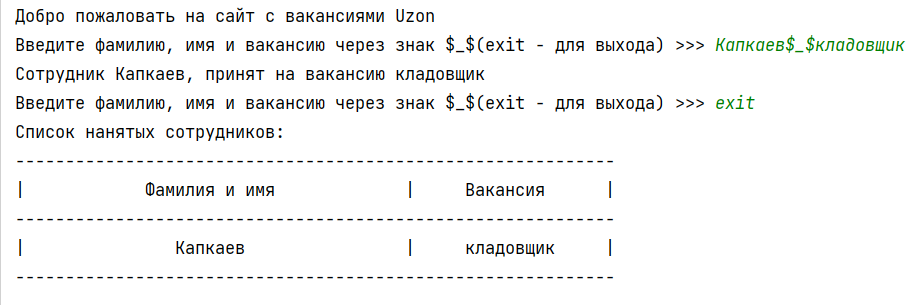 Добро пожаловать на сайт с вакансиями Uzon
Введите фамилию, имя и вакансию через знак $_$(exit - для выхода) >>> Капкаев$_$кладовщик
Сотрудник Капкаев, принят на вакансию кладовщик
Введите фамилию, имя и вакансию через знак $_$(exit - для выхода) >>> exit
Список нанятых сотрудников:
------------------------------------------------------------
|            Фамилия и имя             |     Вакансия      |
------------------------------------------------------------
|               Капкаев                |     кладовщик     |
------------------------------------------------------------